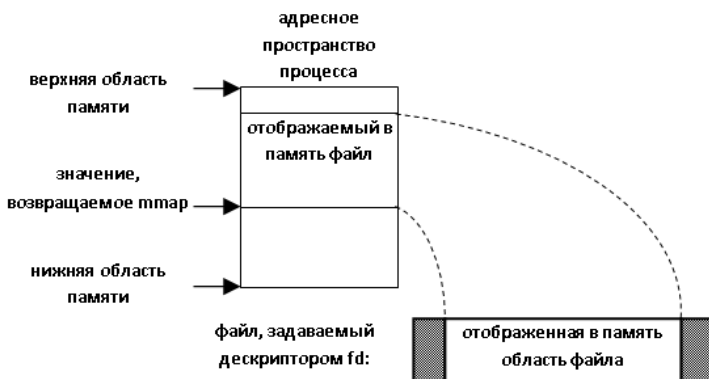 адресное
пространство
процесса
верхняя область
памяти
отображаемый в
память файл
значение,
возвращаемое mmap
нижняя область
памяти
файл, задаваемый
дескриптором fd:
отображенная в память
область файла